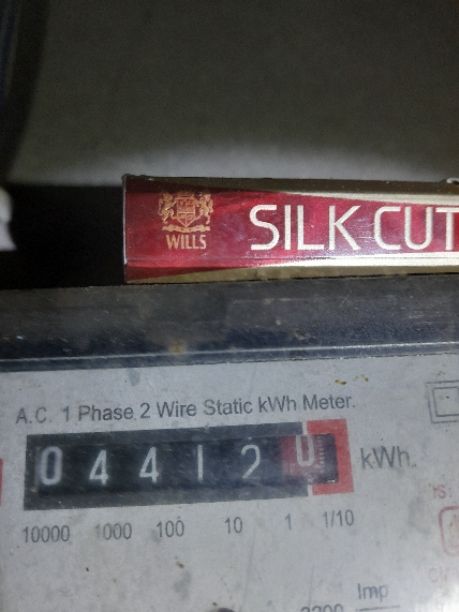 WILLS
SILK CUT
A.C. 1 Phase 2 Wire Static kWh Meter.
0 4 4 1 2 0 kWh.
10000 1000 100 10 1 1/10
Imp